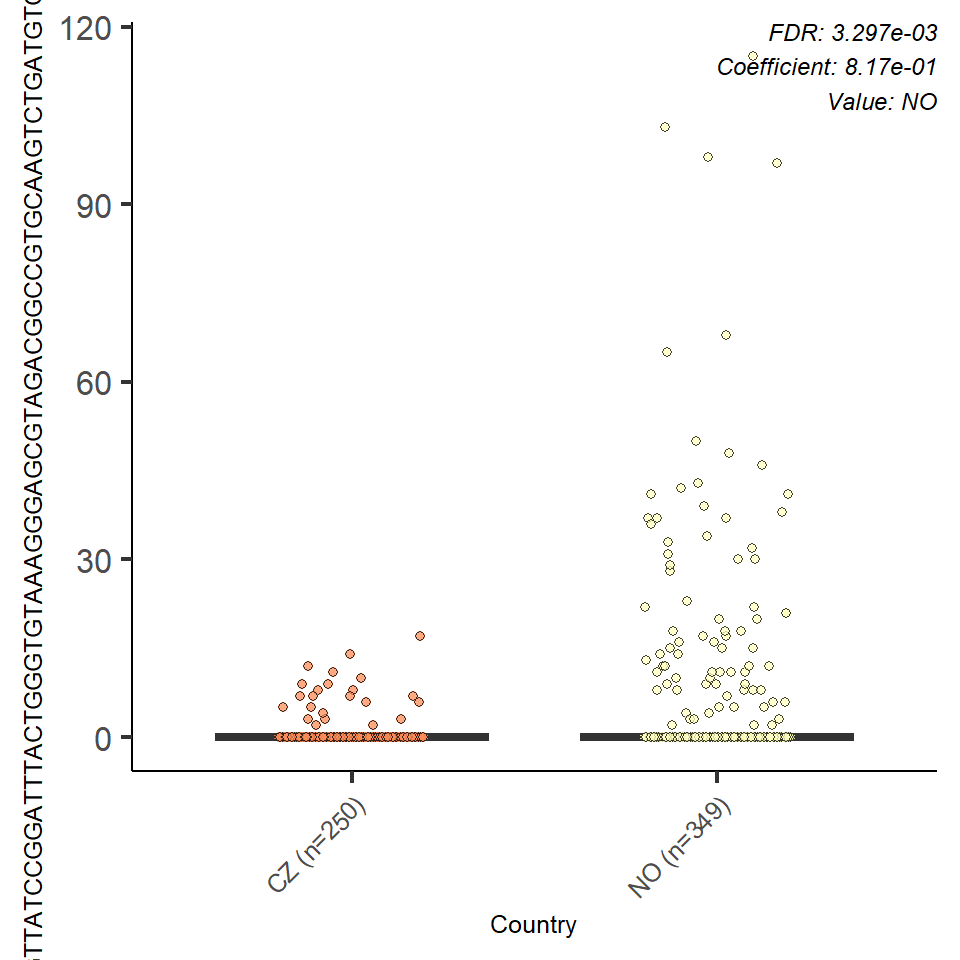 120
90
60
30
0
TTATCCGGATTTACTGGGTGTAAAGGGAGCGTAGACGGCCGTGCAAGTCTGATGT
FDR: 3.297e-03
Coefficient: 8.17e-01
Value: NO
CZ (n=250)
NO (n=349)
Country